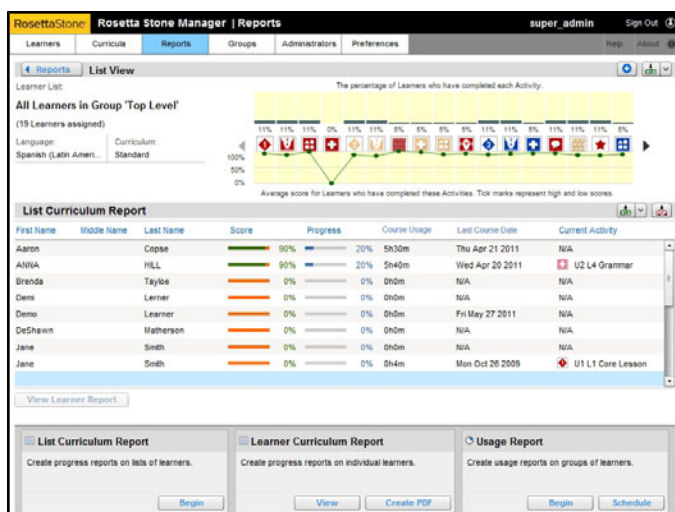 RosettaStone Rosetta Stone Manager | Reports super_admin Sign Out
Learners Curricula Reports Groups Administrators Preferences Help About
Reports List View
Learner List:
The percentage of Learners who have completed each Activity.
All Learners in Group 'Top Level'
(19 Learners assigned)
Language: Curriculum:
Spanish (Latin Ameri... Standard
11% 11% 11% 0% 11% 11% 5% 5% 5% 5% 11% 11% 5% 11% 11% 11% 5%
100%
50%
0%
Average score for Learners who have completed these Activities. Tick marks represent high and low scores.
List Curriculum Report
First Name Middle Name Last Name Score Progress Course Usage Last Course Date Current Activity
Aaron Copse 90% 20% 5h30m Thu Apr 21 2011 N/A
ANNA HILL 90% 20% 5h40m Wed Apr 20 2011 U2 L4 Grammar
Brenda Tayloe 0% 0% 0h0m N/A N/A
Demi Lerner 0% 0% 0h0m N/A N/A
Demo Learner 0% 0% 0h0m Fri May 27 2011 N/A
DeShawn Matherson 0% 0% 0h0m N/A N/A
Jane Smith 0% 0% 0h0m N/A N/A
Jane Smith 0% 0% 0h4m Mon Oct 26 2009 U1 L1 Core Lesson
View Learner Report
List Curriculum Report Learner Curriculum Report Usage Report
Create progress reports on lists of learners. Create progress reports on individual learners. Create usage reports on groups of learners.
Begin View Create PDF Begin Schedule